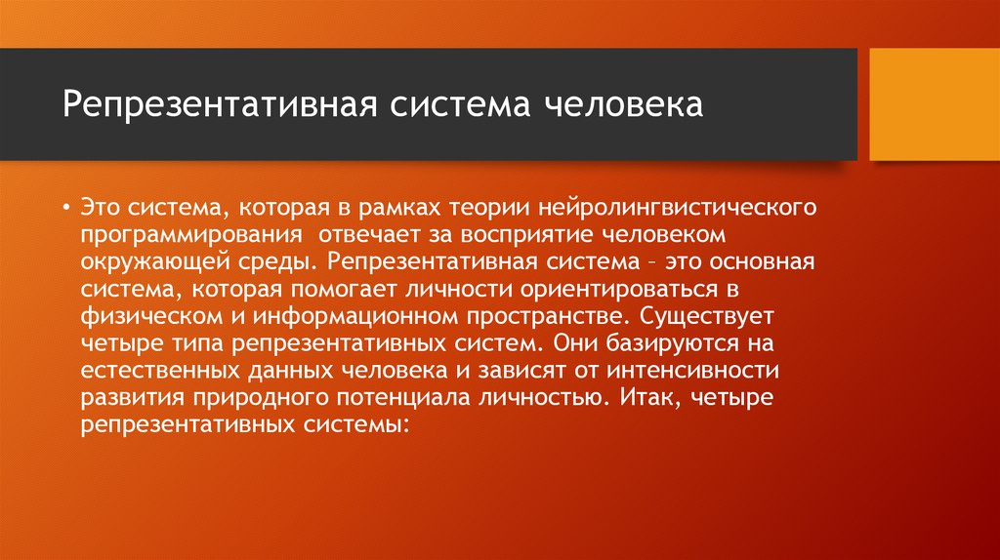 Репрезентативная система человека
• Это система, которая в рамках теории нейролингвистического
программирования  отвечает за восприятие человеком
окружающей среды. Репрезентативная система – это основная
система, которая помогает личности ориентироваться в
физическом и информационном пространстве. Существует
четыре типа репрезентативных систем. Они базируются на
естественных данных человека и зависят от интенсивности
развития природного потенциала личностью. Итак, четыре
репрезентативных системы: